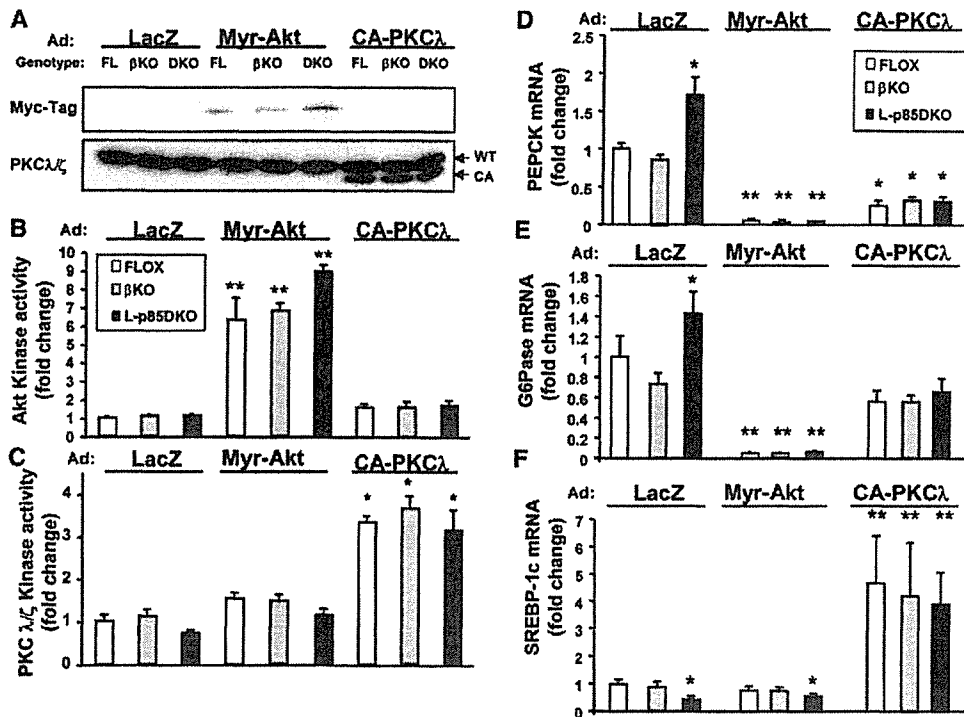 A
Ad: LacZ Myr-Akt CA-PKCλ
Genotype: FL βKO DKO FL βKO DKO FL βKO DKO
Myc-Tag
PKCλ/ζ
WT
CA
B
Ad: LacZ Myr-Akt CA-PKCλ
Akt Kinase activity
(fold change)
10
9
8
7
6
5
4
3
2
1
0
FLOX
βKO
L-p85DKO
** ** **
C
Ad: LacZ Myr-Akt CA-PKCλ
PKC λ/ζ Kinase activity
(fold change)
4
3
2
1
0
* * *
D
Ad: LacZ Myr-Akt CA-PKCλ
PEPCK mRNA
(fold change)
2.5
2
1.5
1
0.5
0
FLOX
βKO
L-p85DKO
* ** ** ** * * *
E
Ad: LacZ Myr-Akt CA-PKCλ
G6Pase mRNA
(fold change)
1.8
1.6
1.4
1.2
1
0.8
0.6
0.4
0.2
0
* ** ** **
F
Ad: LacZ Myr-Akt CA-PKCλ
SREBP-1c mRNA
(fold change)
7
6
5
4
3
2
1
0
* * ** ** **